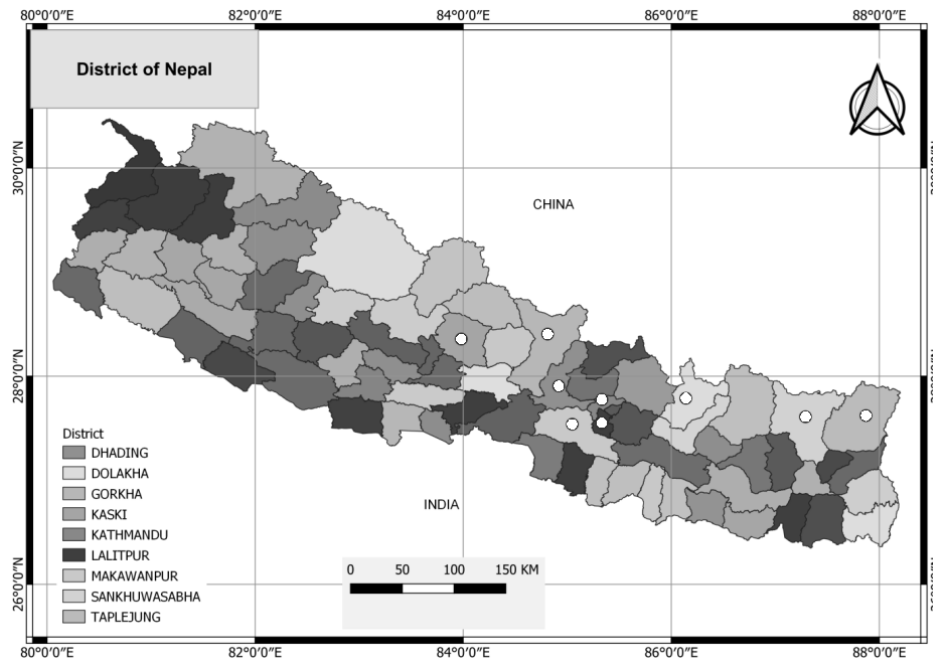 80°0'0"E 82°0'0"E 84°0'0"E 86°0'0"E 88°0'0"E
District of Nepal
30°0'0"N
CHINA
28°0'0"N
District
DHADING
DOLAKHA
GORKHA
KASKI
KATHMANDU
LALITPUR
MAKAWANPUR
SANKHUWASABHA
TAPLEJUNG
INDIA
0 50 100 150 KM
26°0'0"N
80°0'0"E 82°0'0"E 84°0'0"E 86°0'0"E 88°0'0"E